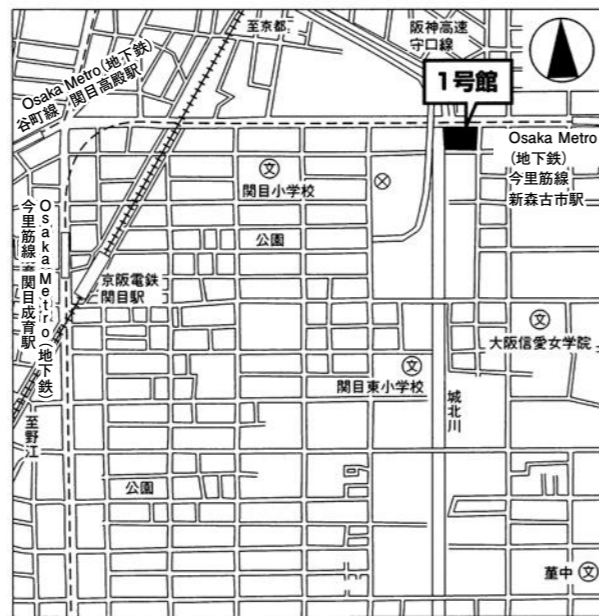 至京都
阪神高速
守口線
Osaka Metro(地下鉄)
谷町線 関目高殿駅
1号館
Osaka Metro
(地下鉄)
今里筋線
新森古市駅
文
関目小学校
公園
Osaka Metro(地下鉄)
今里筋線 関目成育駅
京阪電鉄
関目駅
文
大阪信愛女学院
文
関目東小学校
城北川
至野江
公園
菫中 文